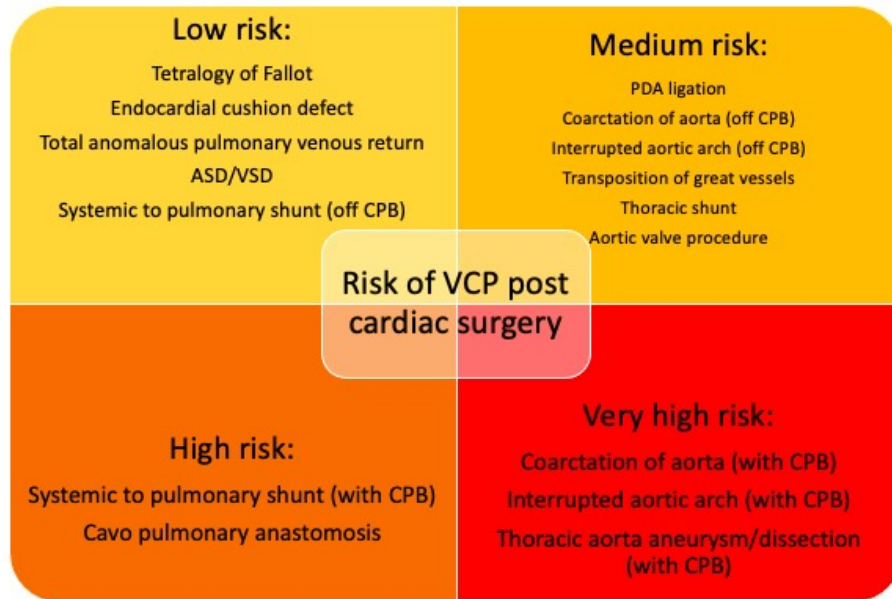 Low risk:
Tetralogy of Fallot
Endocardial cushion defect
Total anomalous pulmonary venous return
ASD/VSD
Systemic to pulmonary shunt (off CPB)
Medium risk:
PDA ligation
Coarctation of aorta (off CPB)
Interrupted aortic arch (off CPB)
Transposition of great vessels
Thoracic shunt
Aortic valve procedure
Risk of VCP post
cardiac surgery
High risk:
Systemic to pulmonary shunt (with CPB)
Cavo pulmonary anastomosis
Very high risk:
Coarctation of aorta (with CPB)
Interrupted aortic arch (with CPB)
Thoracic aorta aneurysm/dissection
(with CPB)